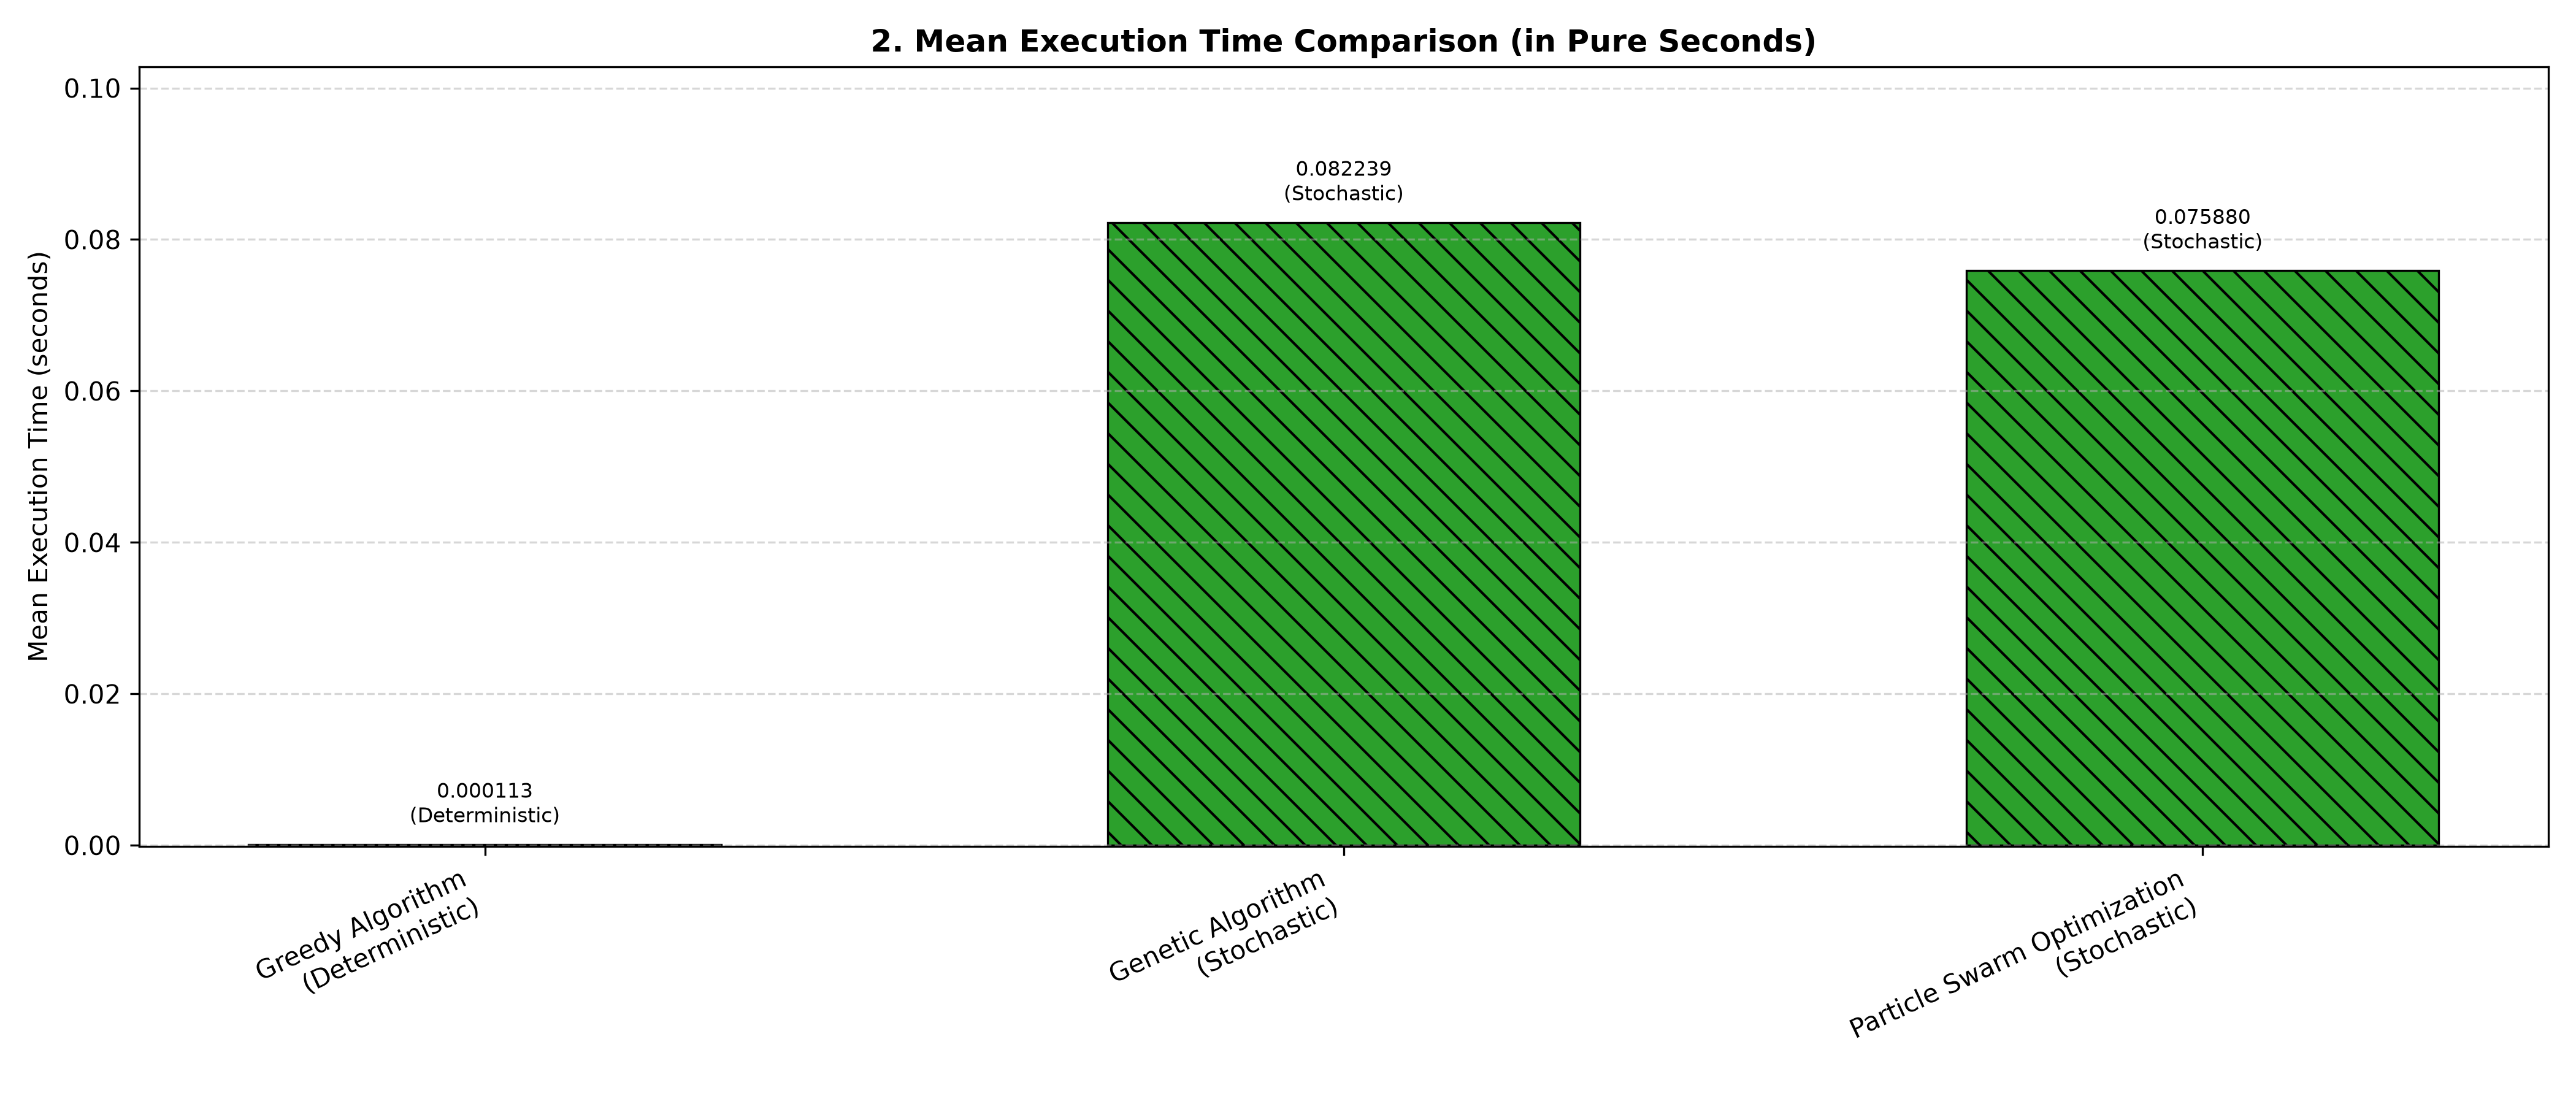 2. Mean Execution Time Comparison (in Pure Seconds)
Mean Execution Time (seconds)
0.10
0.08
0.06
0.04
0.02
0.00
0.000113
(Deterministic)
0.082239
(Stochastic)
0.075880
(Stochastic)
Greedy Algorithm
(Deterministic)
Genetic Algorithm
(Stochastic)
Particle Swarm Optimization
(Stochastic)